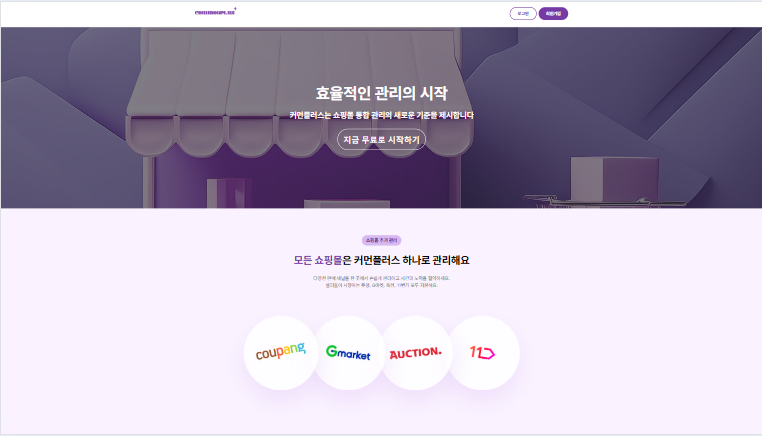 commonplus+
로그인
회원가입
효율적인 관리의 시작
커먼플러스는 쇼핑몰 통합 관리의 새로운 기준을 제시합니다
지금 무료로 시작하기
쇼핑몰 추가 관리
모든 쇼핑몰은 커먼플러스 하나로 관리해요
coupang
Gmarket
AUCTION.
11